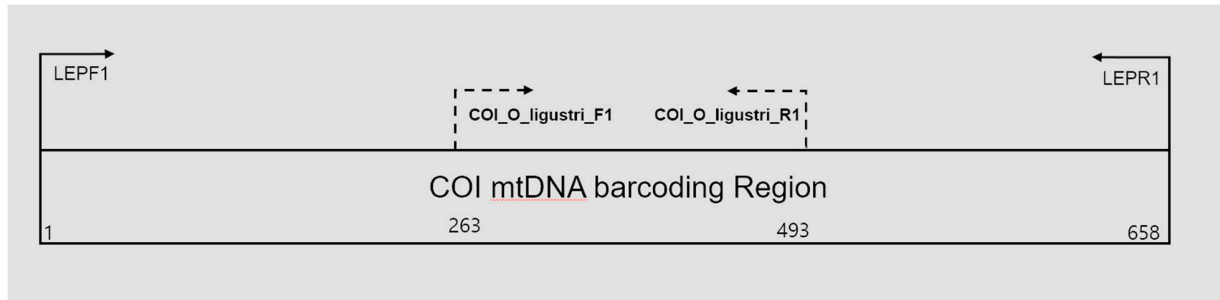 LEPF1
LEPR1
COI_O_ligustri_F1
COI_O_ligustri_R1
COI mtDNA barcoding Region
263
493
1
658